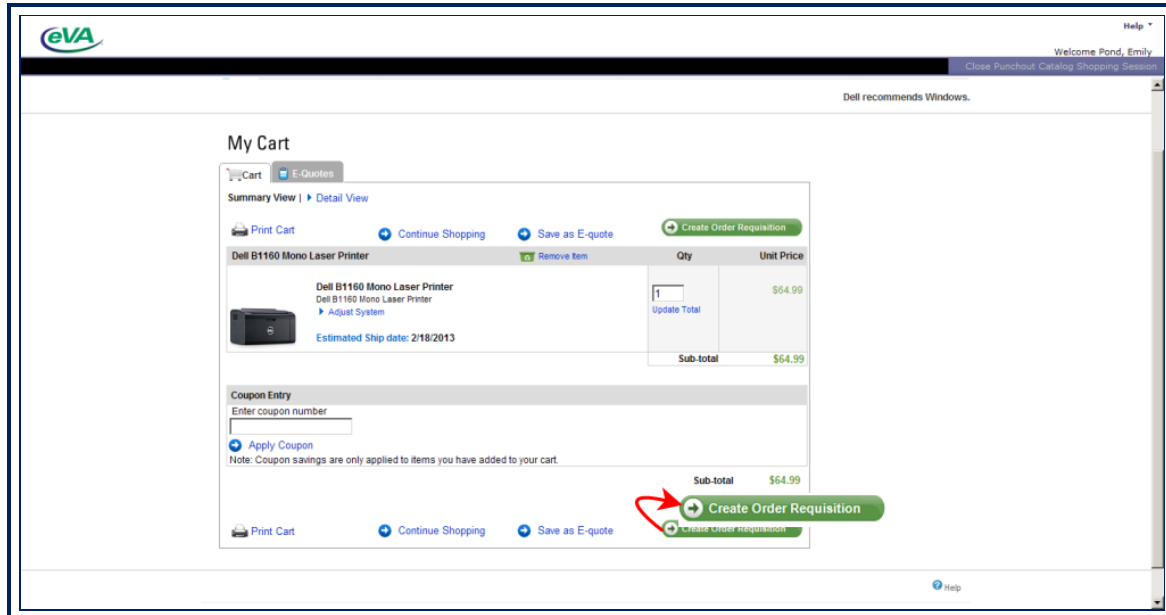 eVA
Help
Welcome Pond, Emily
Close Punchout Catalog Shopping Session
Dell recommends Windows.
My Cart
Cart E-Quotes
Summary View | Detail View
Print Cart Continue Shopping Save as E-quote Create Order Requisition
Dell B1160 Mono Laser Printer Remove Item Qty Unit Price
Dell B1160 Mono Laser Printer
Dell B1160 Mono Laser Printer
Adjust System
1 $64.99
Update Total
Estimated Ship date: 2/18/2013
Sub-total $64.99
Coupon Entry
Enter coupon number
Apply Coupon
Note: Coupon savings are only applied to items you have added to your cart.
Sub-total $64.99
Create Order Requisition
Print Cart Continue Shopping Save as E-quote Create Order Requisition
Help